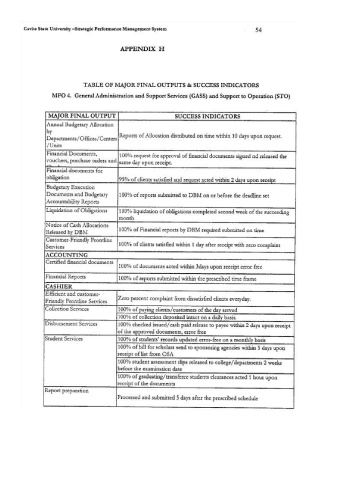 Cavite State University –Strategic Performance Management System 54
APPENDIX H
TABLE OF MAJOR FINAL OUTPUTS & SUCCESS INDICATORS
MFO 4. General Administration and Support Services (GASS) and Support to Operation (STO)
MAJOR FINAL OUTPUT SUCCESS INDICATORS
Annual Budgetary Allocation
by
Departments/Offices/Centers
/Units
Reports of Allocation distributed on time within 10 days upon request.
Financial Documents,
vouchers, purchase orders and
100% request for approval of financial documents signed nd released the
same day upon receipt.
Financial documents for
obligation
99% of clients satisfied and request acted within 2 days upon receipt
Budgetary Execution
Documents and Budgetary
Accountability Reports
100% of reports submitted to DBM on or before the deadline set
Liquidation of Obligations
100% liquidation of obligations completed second week of the succeeding
month
Notice of Cash Allocations
Released by DBM
100% of Financial reports by DBM required submitted on time
Customer-Friendly Frontline
Services
100% of clients satisfied within 1 day after receipt with zero complaint
ACCOUNTING
Certified financial documents
100% of documents acted within 3days upon receipt error free
Financial Reports
100% of reports submitted within the prescribed time frame
CASHIER
Efficient and customer-
Friendly Frontline Services
Zero percent complaint from dissatisfied clients everyday.
Collection Services
100% of paying clients/customers of the day served
100% of collection deposited intact on a daily basis.
Disbursement Services
100% checked issued/cash paid release to payee within 2 days upon receipt
of the approved documents, error free
Student Services
100% of students' records updated error-free on a monthly basis
100% of bill for scholars send to sponsoring agencies within 5 days upon
receipt of list from OSA
100% student assessment slips released to college/departments 2 weeks
before the examination date
100% of graduating/transferee students clearances acted 1 hour upon
receipt of the documents
Report preparation
Processed and submitted 5 days after the prescribed schedule